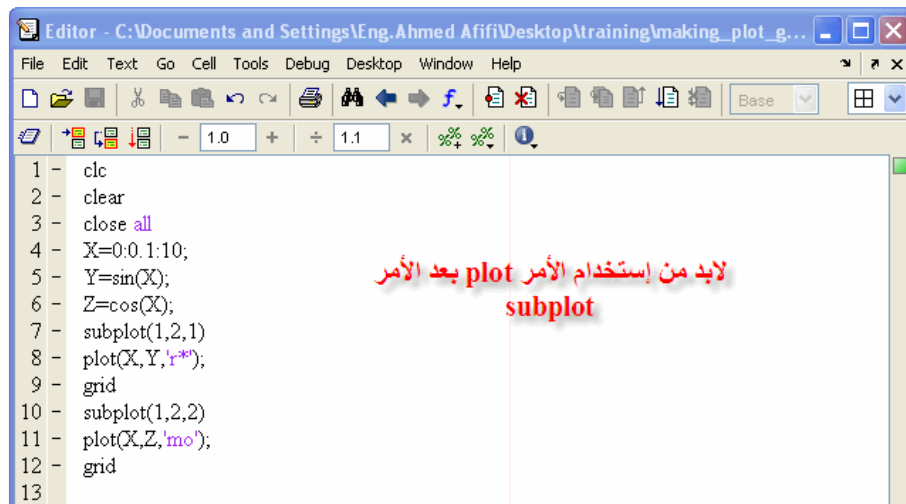 Editor - C:\Documents and Settings\Eng.Ahmed Afifi\Desktop\training\making_plot_g...
File Edit Text Go Cell Tools Debug Desktop Window Help
Base
- 1.0 + ÷ 1.1 ×
1 - clc
2 - clear
3 - close all
4 - X=0:0.1:10;
5 - Y=sin(X);
6 - Z=cos(X);
7 - subplot(1,2,1)
8 - plot(X,Y,'r*');
9 - grid
10 - subplot(1,2,2)
11 - plot(X,Z,'mo');
12 - grid
13
لابد من إستخدام الأمر plot بعد الأمر
subplot